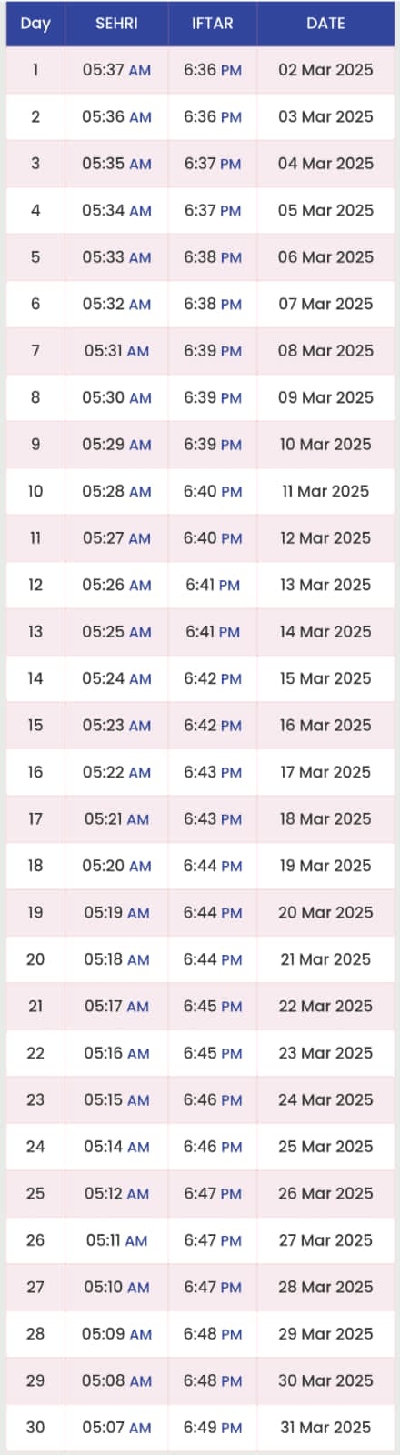 Day SEHRI IFTAR DATE
1 05:37 AM 6:36 PM 02 Mar 2025
2 05:36 AM 6:36 PM 03 Mar 2025
3 05:35 AM 6:37 PM 04 Mar 2025
4 05:34 AM 6:37 PM 05 Mar 2025
5 05:33 AM 6:38 PM 06 Mar 2025
6 05:32 AM 6:38 PM 07 Mar 2025
7 05:31 AM 6:39 PM 08 Mar 2025
8 05:30 AM 6:39 PM 09 Mar 2025
9 05:29 AM 6:39 PM 10 Mar 2025
10 05:28 AM 6:40 PM 11 Mar 2025
11 05:27 AM 6:40 PM 12 Mar 2025
12 05:26 AM 6:41 PM 13 Mar 2025
13 05:25 AM 6:41 PM 14 Mar 2025
14 05:24 AM 6:42 PM 15 Mar 2025
15 05:23 AM 6:42 PM 16 Mar 2025
16 05:22 AM 6:43 PM 17 Mar 2025
17 05:21 AM 6:43 PM 18 Mar 2025
18 05:20 AM 6:44 PM 19 Mar 2025
19 05:19 AM 6:44 PM 20 Mar 2025
20 05:18 AM 6:44 PM 21 Mar 2025
21 05:17 AM 6:45 PM 22 Mar 2025
22 05:16 AM 6:45 PM 23 Mar 2025
23 05:15 AM 6:46 PM 24 Mar 2025
24 05:14 AM 6:46 PM 25 Mar 2025
25 05:12 AM 6:47 PM 26 Mar 2025
26 05:11 AM 6:47 PM 27 Mar 2025
27 05:10 AM 6:47 PM 28 Mar 2025
28 05:09 AM 6:48 PM 29 Mar 2025
29 05:08 AM 6:48 PM 30 Mar 2025
30 05:07 AM 6:49 PM 31 Mar 2025